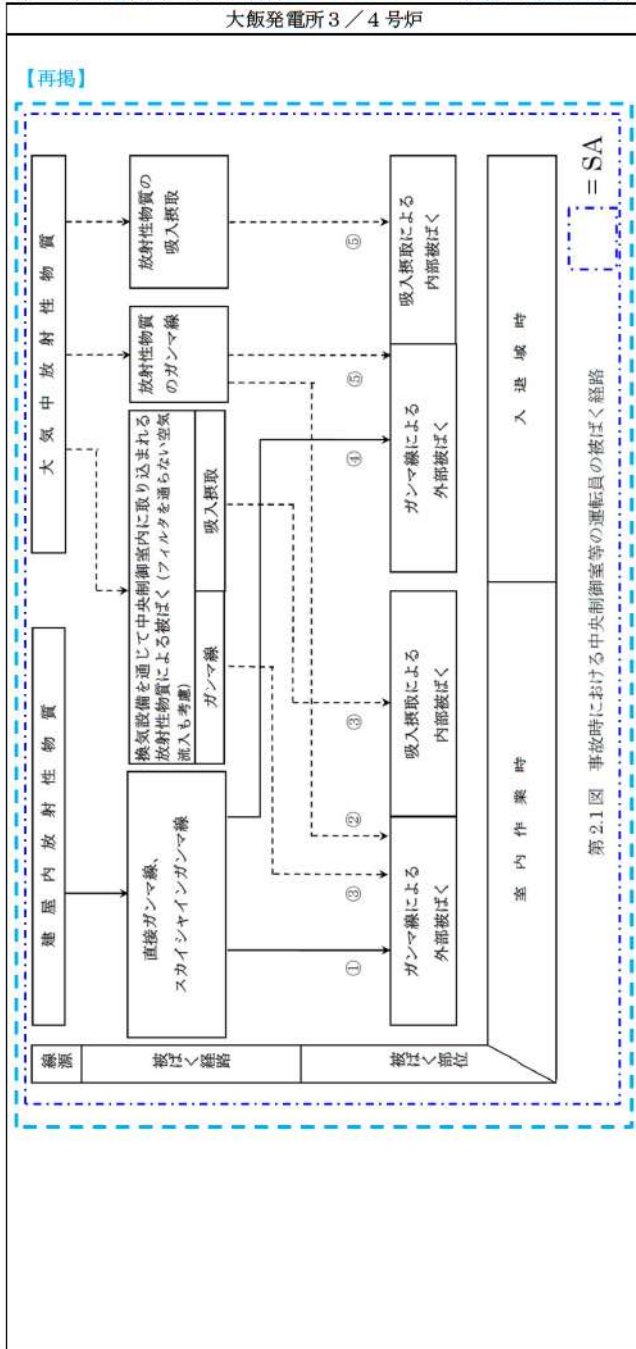 大飯発電所3／4号炉
【再掲】
線源
建屋内放射性物質
大気中放射性物質
被ばく経路
直接ガンマ線、
スカイシャインガンマ線
換気設備を通じて中央制御室内に取り込まれる
放射性物質による被ばく（フィルタを通らない空気
流入も考慮）
ガンマ線
吸入摂取
放射性物質
のガンマ線
放射性物質の
吸入摂取
①
③
②
③
④
⑤
⑤
被ばく部位
ガンマ線による
外部被ばく
吸入摂取による
内部被ばく
ガンマ線による
外部被ばく
吸入摂取による
内部被ばく
室内作業時
入退域時
第2.1図 事故時における中央制御室等の運転員の被ばく経路
= SA